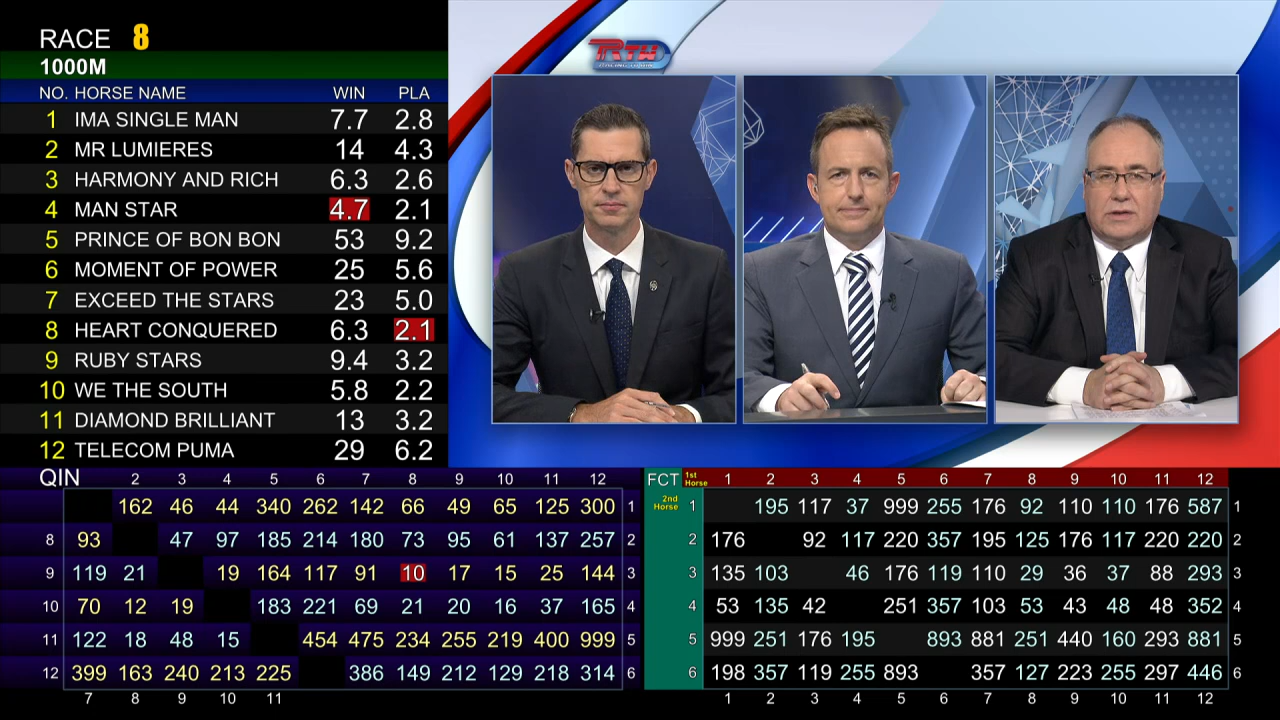 RACE 8
1000M
NO. HORSE NAME WIN PLA
1 IMA SINGLE MAN 7.7 2.8
2 MR LUMIERES 14 4.3
3 HARMONY AND RICH 6.3 2.6
4 MAN STAR 4.7 2.1
5 PRINCE OF BON BON 53 9.2
6 MOMENT OF POWER 25 5.6
7 EXCEED THE STARS 23 5.0
8 HEART CONQUERED 6.3 2.1
9 RUBY STARS 9.4 3.2
10 WE THE SOUTH 5.8 2.2
11 DIAMOND BRILLIANT 13 3.2
12 TELECOM PUMA 29 6.2
QIN 2 3 4 5 6 7 8 9 10 11 12
162 46 44 340 262 142 66 49 65 125 300 1
8 93 47 97 185 214 180 73 95 61 137 257 2
9 119 21 19 164 117 91 10 17 15 25 144 3
10 70 12 19 183 221 69 21 20 16 37 165 4
11 122 18 48 15 454 475 234 255 219 400 999 5
12 399 163 240 213 225 386 149 212 129 218 314 6
7 8 9 10 11
FCT 1st Horse 1 2 3 4 5 6 7 8 9 10 11 12
2nd Horse 1 195 117 37 999 255 176 92 110 110 176 587 1
2 176 92 117 220 357 195 125 176 117 220 220 2
3 135 103 46 176 119 110 29 36 37 88 293 3
4 53 135 42 251 357 103 53 43 48 48 352 4
5 999 251 176 195 893 881 251 440 160 293 881 5
6 198 357 119 255 893 357 127 223 255 297 446 6
1 2 3 4 5 6 7 8 9 10 11 12